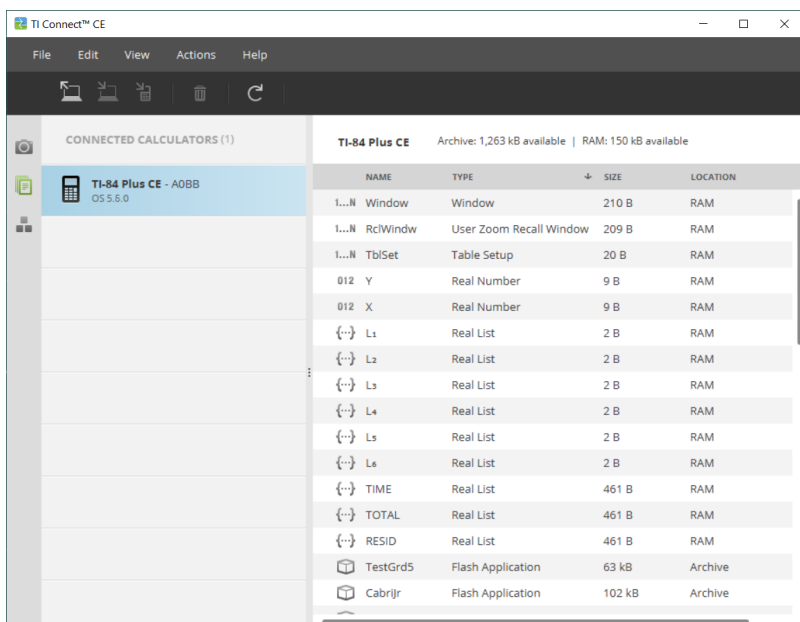 TI Connect™ CE
File Edit View Actions Help
CONNECTED CALCULATORS (1)
TI-84 Plus CE - A0BB
OS 5.6.0
TI-84 Plus CE Archive: 1,263 kB available | RAM: 150 kB available
NAME TYPE SIZE LOCATION
1...N Window Window 210 B RAM
1...N RclWindw User Zoom Recall Window 209 B RAM
1...N TblSet Table Setup 20 B RAM
012 Y Real Number 9 B RAM
012 X Real Number 9 B RAM
{...} L₁ Real List 2 B RAM
{...} L₂ Real List 2 B RAM
{...} L₃ Real List 2 B RAM
{...} L₄ Real List 2 B RAM
{...} L₅ Real List 2 B RAM
{...} L₆ Real List 2 B RAM
{...} TIME Real List 461 B RAM
{...} TOTAL Real List 461 B RAM
{...} RESID Real List 461 B RAM
TestGrd5 Flash Application 63 kB Archive
CabriJr Flash Application 102 kB Archive